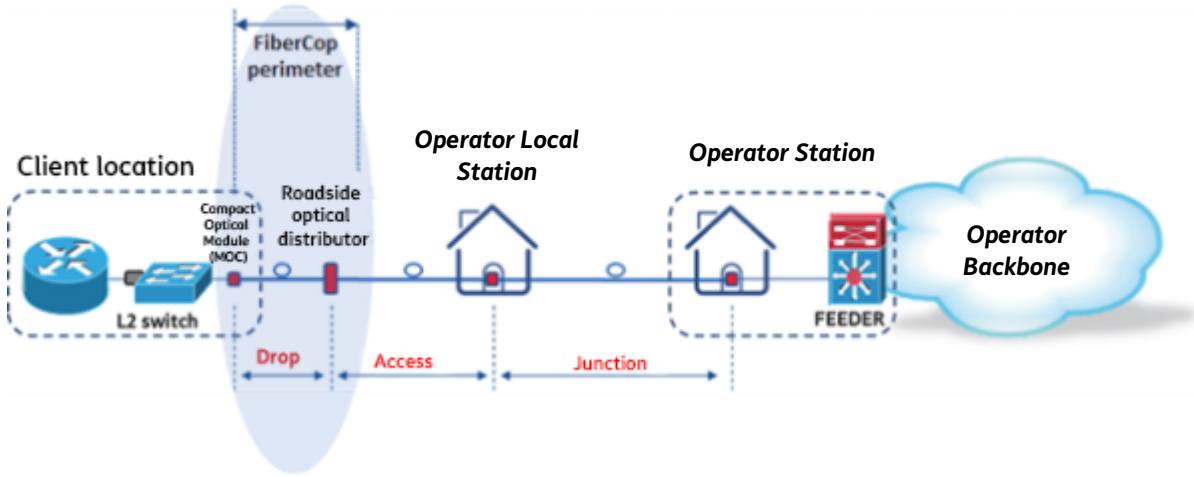 FiberCop
perimeter
Operator Local
Station
Operator Station
Client location
Roadside
optical
distributor
Compact
Optical
Module
(MOC)
Operator
Backbone
L2 switch
FEEDER
Drop
Access
Junction